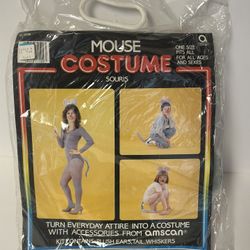 MOUSE
COSTUME
SOURIS
ONE SIZE
FITS ALL
FOR ALL AGES
AND SEXES
TURN EVERYDAY ATTIRE INTO A COSTUME
WITH ACCESSORIES FROM amscan
KIT CONTAINS: PLUSH EARS, TAIL, WHISKERS